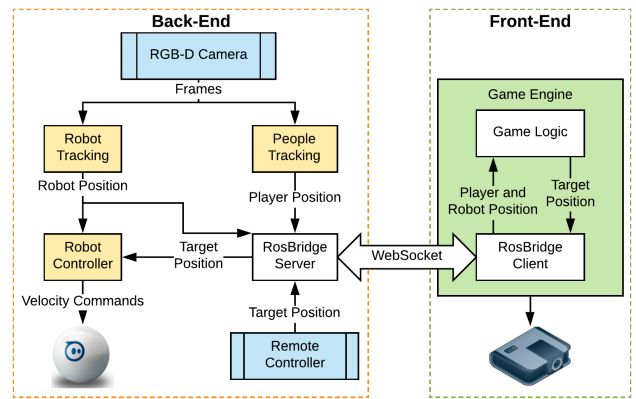 Back-End
Front-End
RGB-D Camera
Frames
Game Engine
Robot
Tracking
People
Tracking
Game Logic
Robot Position
Player Position
Player and
Robot Position
Target
Position
Robot
Controller
Target
Position
RosBridge
Server
WebSocket
RosBridge
Client
Velocity Commands
Target Position
Remote
Controller